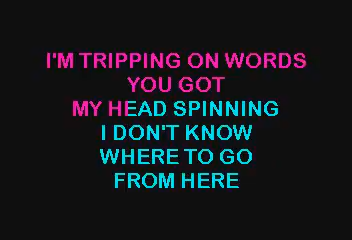 I'M TRIPPING ON WORDS
YOU GOT
MY HEAD SPINNING
I DON'T KNOW
WHERE TO GO
FROM HERE